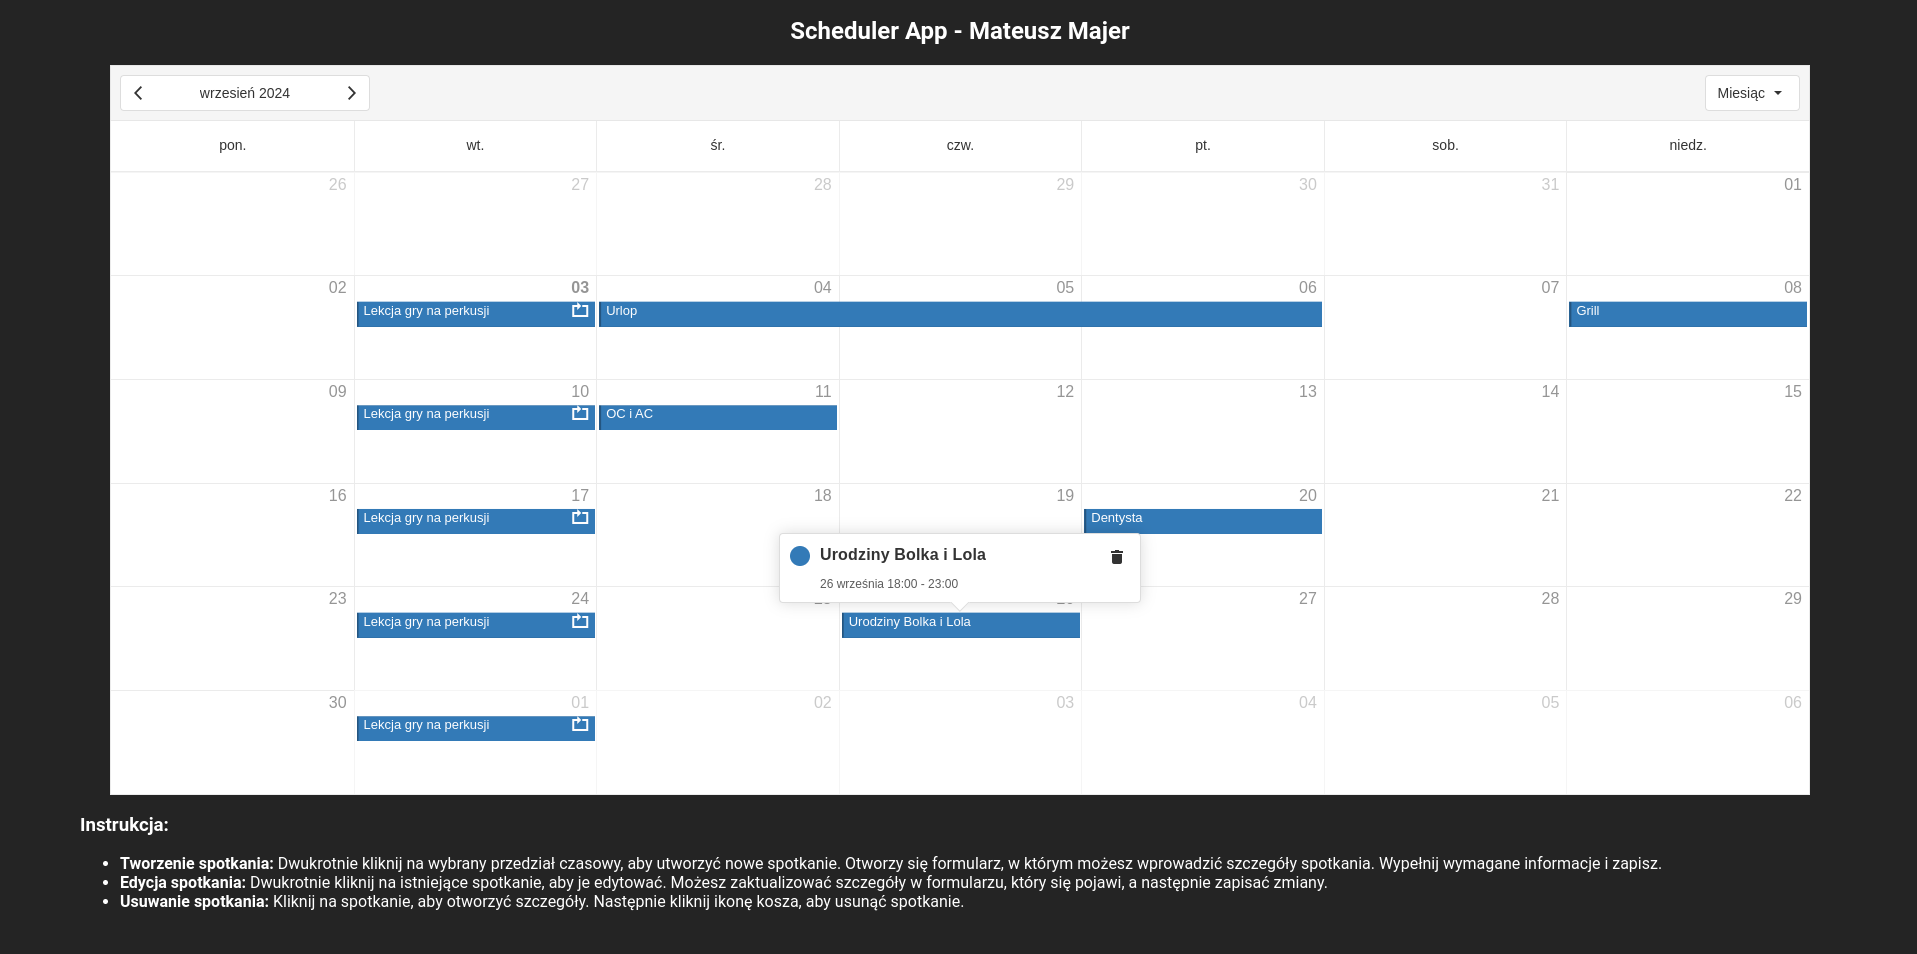 Scheduler App - Mateusz Majer
wrzesień 2024
Miesiąc
pon. wt. śr. czw. pt. sob. niedz.
26 27 28 29 30 31 01
02 03 04 05 06 07 08
Lekcja gry na perkusji Urlop Grill
09 10 11 12 13 14 15
Lekcja gry na perkusji OC i AC
16 17 18 19 20 21 22
Lekcja gry na perkusji Dentysta
Urodziny Bolka i Lola
26 września 18:00 - 23:00
23 24 27 28 29
Lekcja gry na perkusji Urodziny Bolka i Lola
30 01 02 03 04 05 06
Lekcja gry na perkusji
Instrukcja:
Tworzenie spotkania: Dwukrotnie kliknij na wybrany przedział czasowy, aby utworzyć nowe spotkanie. Otworzy się formularz, w którym możesz wprowadzić szczegóły spotkania. Wypełnij wymagane informacje i zapisz.
Edycja spotkania: Dwukrotnie kliknij na istniejące spotkanie, aby je edytować. Możesz zaktualizować szczegóły w formularzu, który się pojawi, a następnie zapisać zmiany.
Usuwanie spotkania: Kliknij na spotkanie, aby otworzyć szczegóły. Następnie kliknij ikonę kosza, aby usunąć spotkanie.